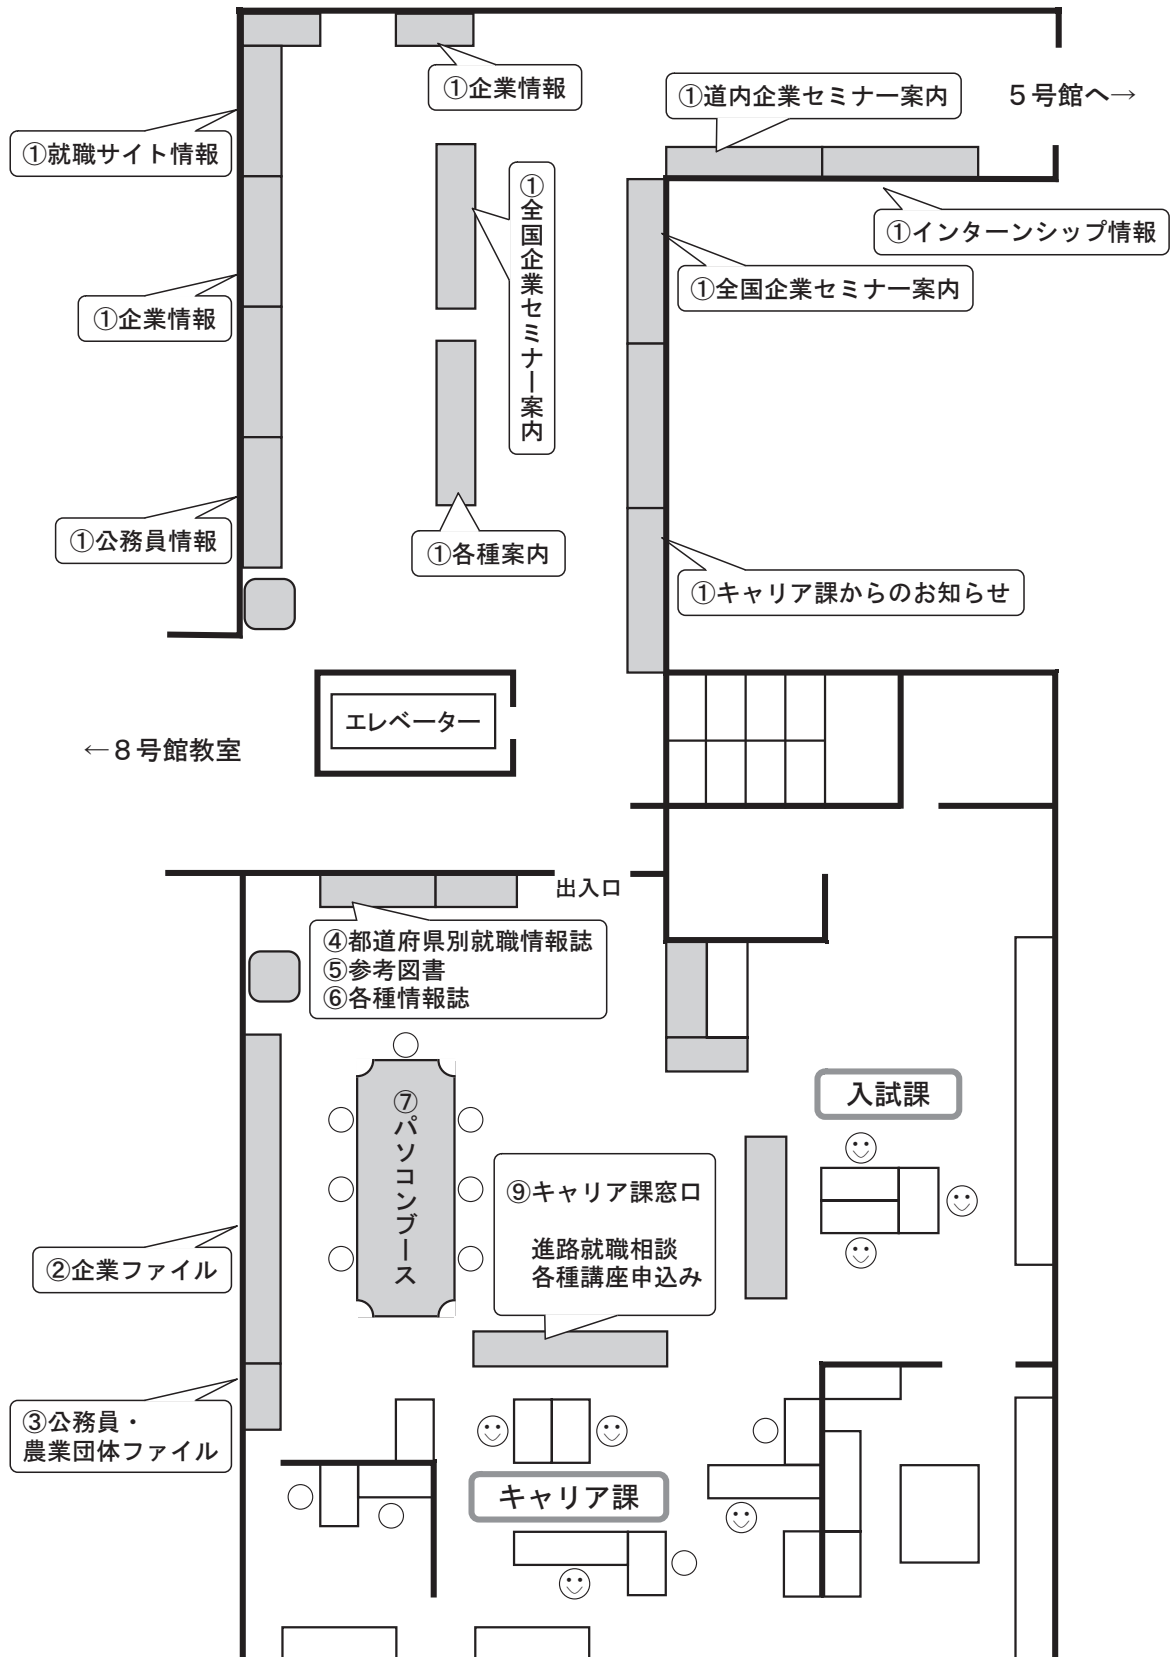 ①企業情報
①道内企業セミナー案内
5号館へ→
①就職サイト情報
①全国企業セミナー案内
①インターンシップ情報
①全国企業セミナー案内
①企業情報
①公務員情報
①各種案内
①キャリア課からのお知らせ
エレベーター
←8号館教室
出入口
④都道府県別就職情報誌
⑤参考図書
⑥各種情報誌
⑦パソコンブース
入試課
⑨キャリア課窓口
進路就職相談
各種講座申込み
②企業ファイル
③公務員・
農業団体ファイル
キャリア課